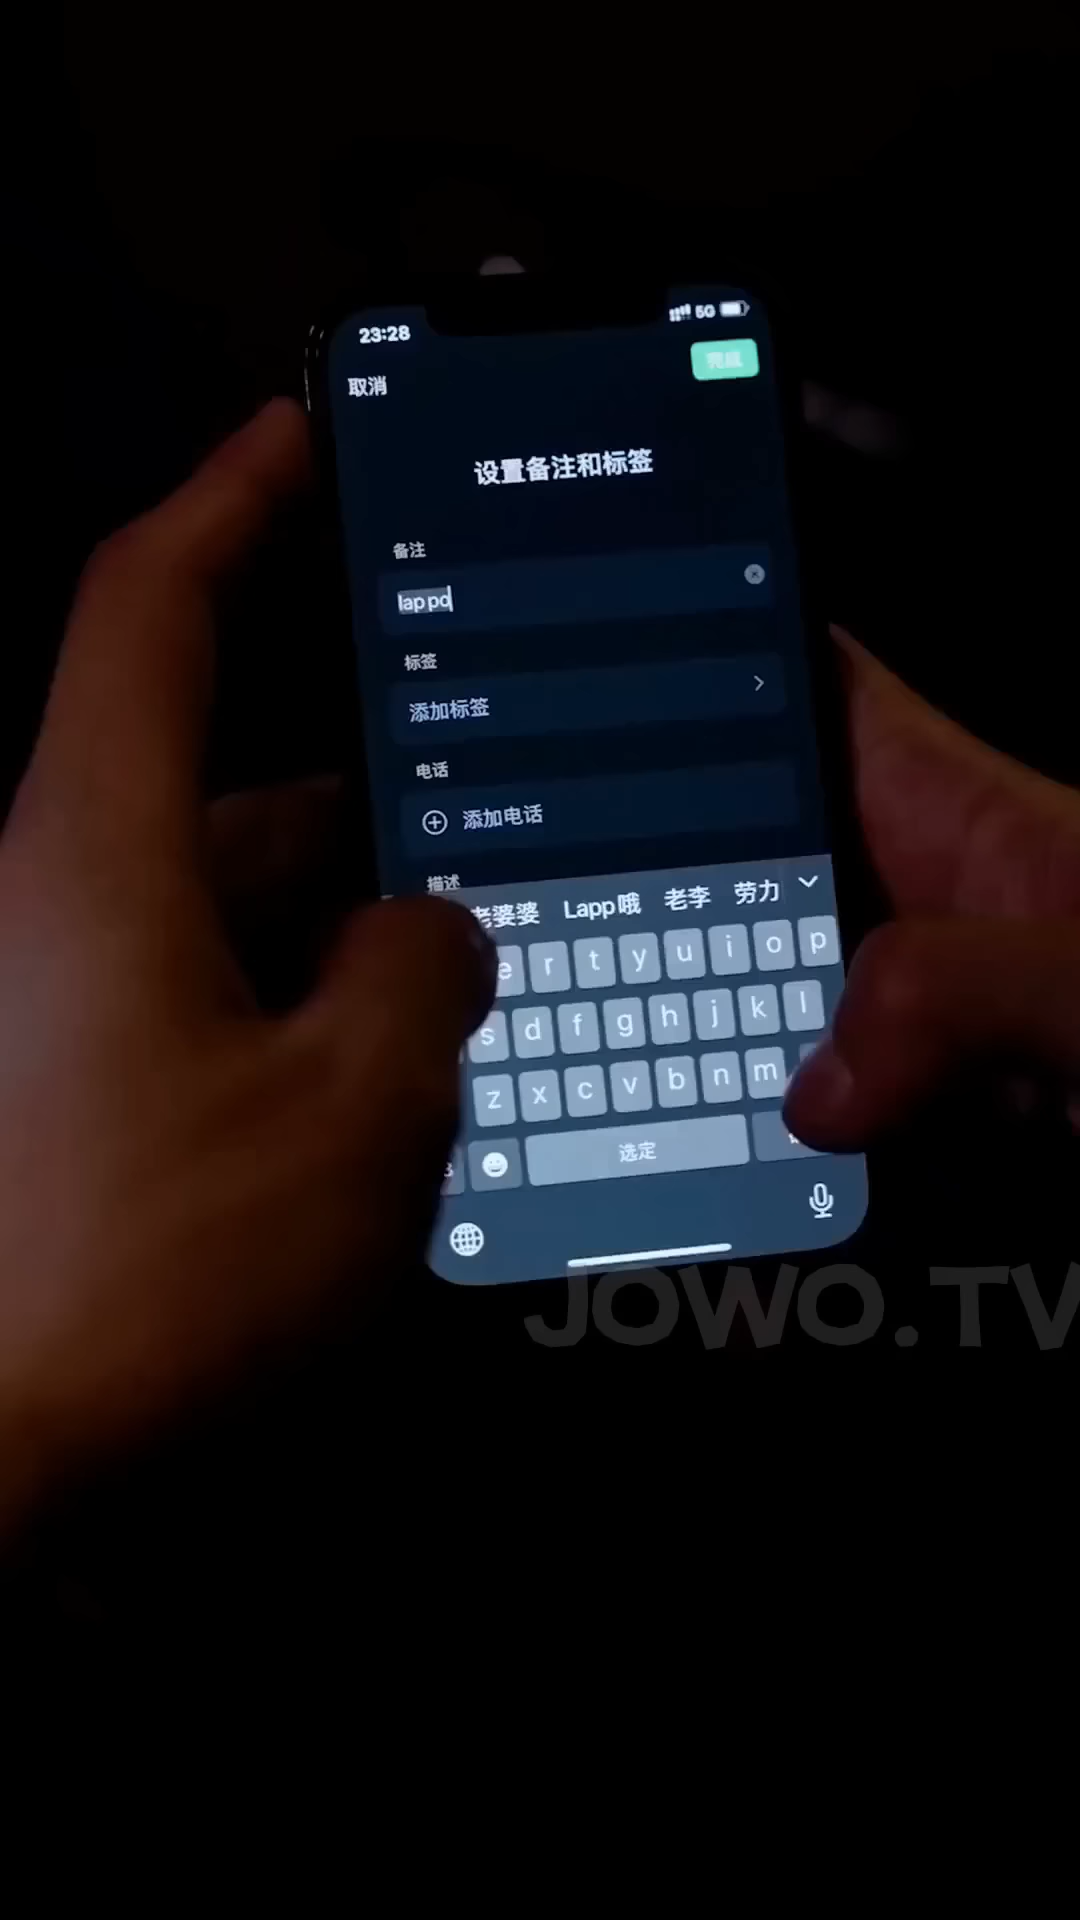 23:28
5G
取消
完成
设置备注和标签
备注
lap po
标签
添加标签
电话
添加电话
描述
老婆婆 Lapp哦 老李 劳力
e r t y u i o p
s d f g h j k l
z x c v b n m
选定
JOWO.TV